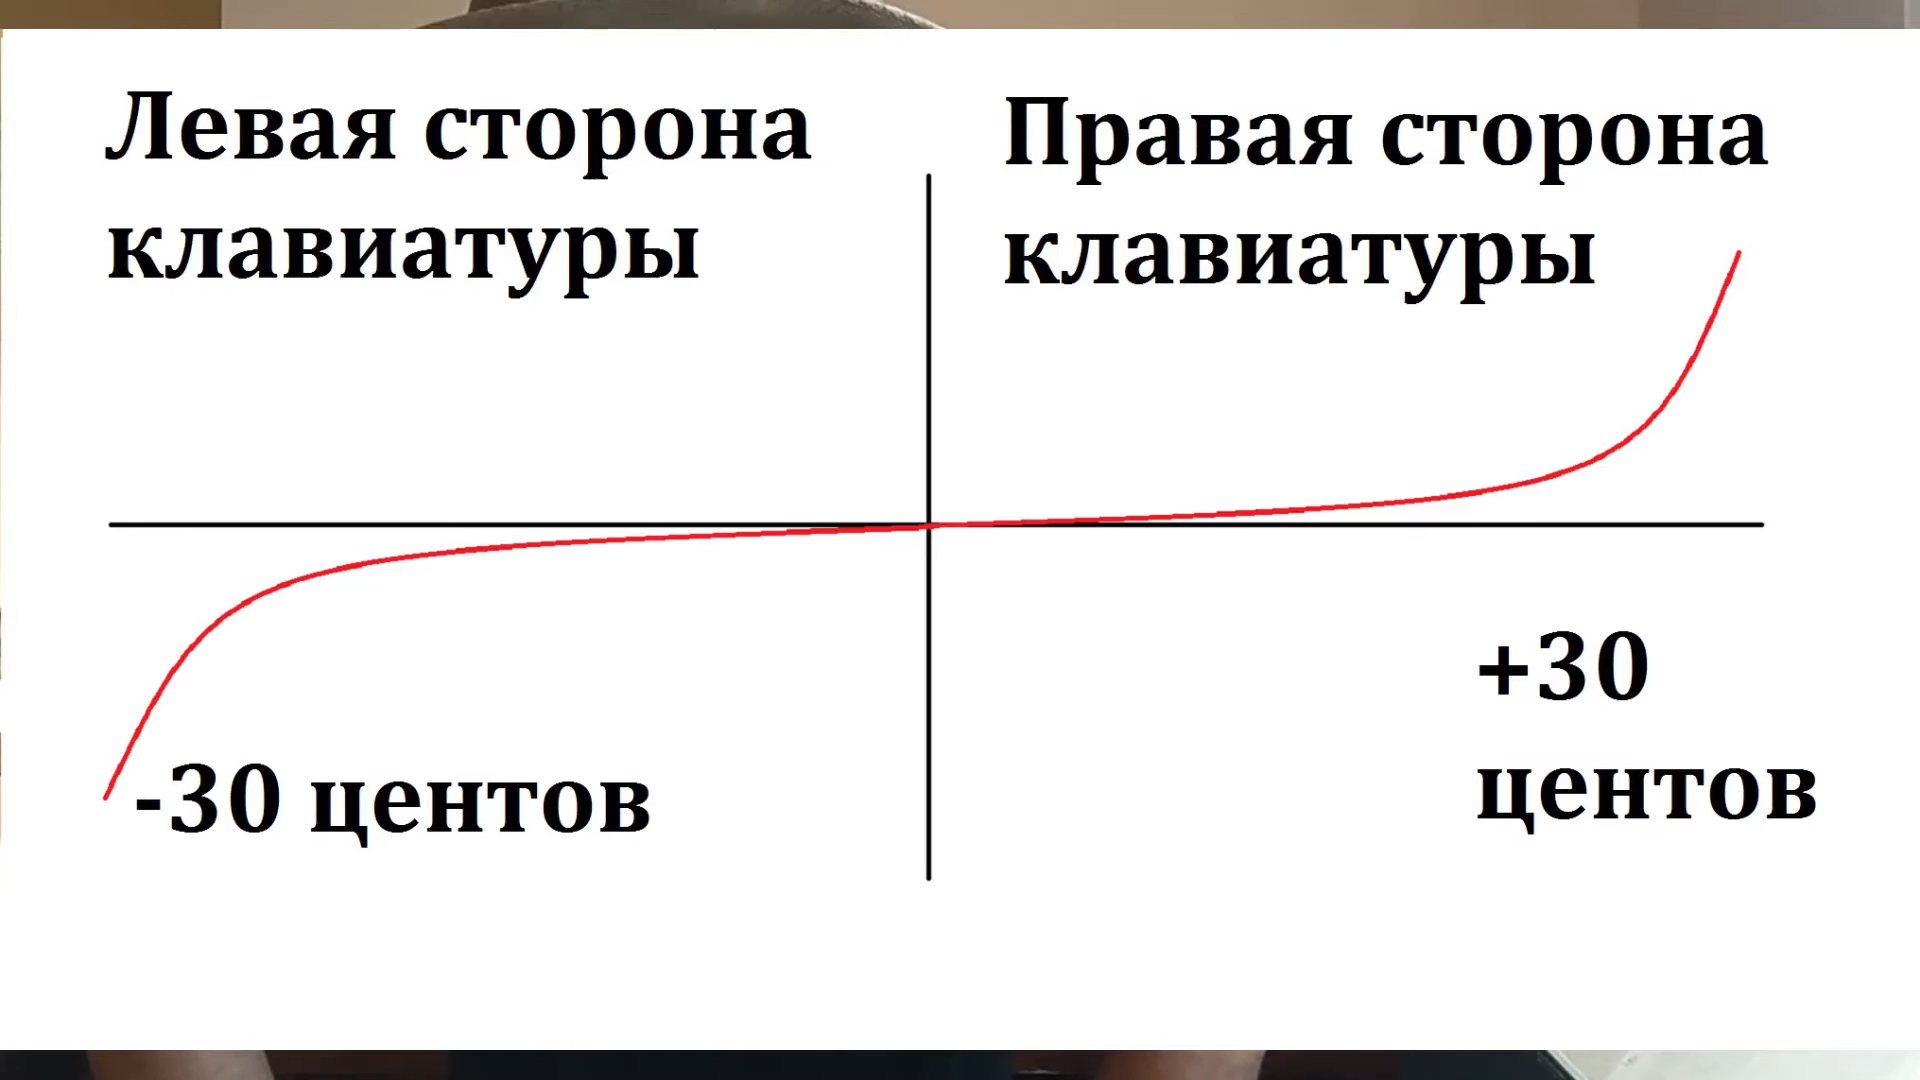 Левая сторона
клавиатуры
Правая сторона
клавиатуры
-30 центов
+30
центов